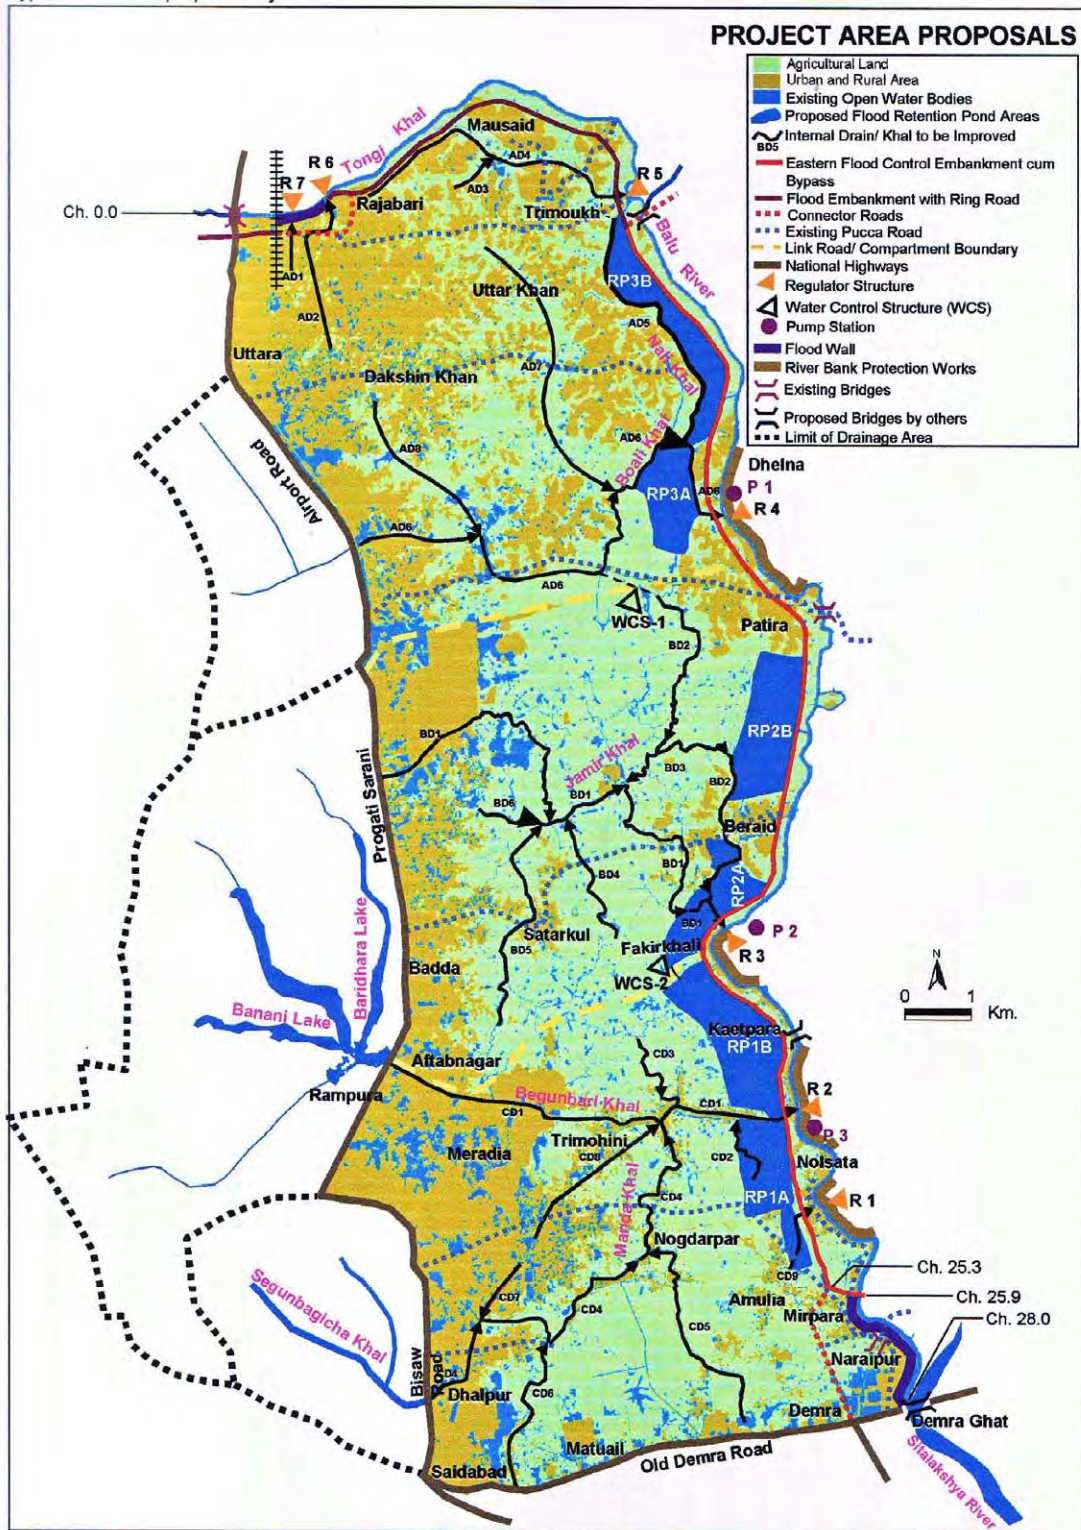 PROJECT AREA PROPOSALS
Agricultural Land
Urban and Rural Area
Existing Open Water Bodies
Proposed Flood Retention Pond Areas
Internal Drain/ Khal to be Improved
BD5
Eastern Flood Control Embankment cum
Bypass
Flood Embankment with Ring Road
Connector Roads
Existing Pucca Road
Link Road/ Compartment Boundary
National Highways
Regulator Structure
Water Control Structure (WCS)
Pump Station
Flood Wall
River Bank Protection Works
Existing Bridges
Proposed Bridges by others
Limit of Drainage Area
Tongi Khal
Mausaid
AD4
R 6
R 7
AD3
R 5
Ch. 0.0
Rajabari
Trimoukh
Balu River
AD1
RP3B
Uttar Khan
AD2
AD5
Nali Khal
Uttara
AD7
Dakshin Khan
AD6
Boali Khal
AD8
Dhelna
P 1
RP3A
AD6
R 4
Airport Road
AD6
AD6
WCS-1
Patira
BD2
RP2B
BD1
Jamir Khal
BD3
BD2
Progati Sarani
BD6
BD1
Beraid
BD1
BD4
RP2A
BD1
P 2
Satarkul
Fakirkhali
R 3
BD5
Baridhara Lake
Badda
WCS-2
N
0 1 Km.
Banani Lake
Kaetpara
RP1B
CD3
Aftabnagar
Rampura
Begunbari Khal
R 2
CD1
CD1
P 3
Trimohini
Meradia
CD8
CD2
Nolsata
RP1A
CD4
R 1
Manda Khal
Nogdarpar
Ch. 25.3
Segunbagicha Khal
CD9
CD7
Amulia
Ch. 25.9
CD4
Mirpara
Ch. 28.0
CD5
Naraipur
Bisaw Road
D4
Dhalpur
CD6
Demra
Demra Ghat
Matuail
Old Demra Road
Saidabad
Sitalakshya River